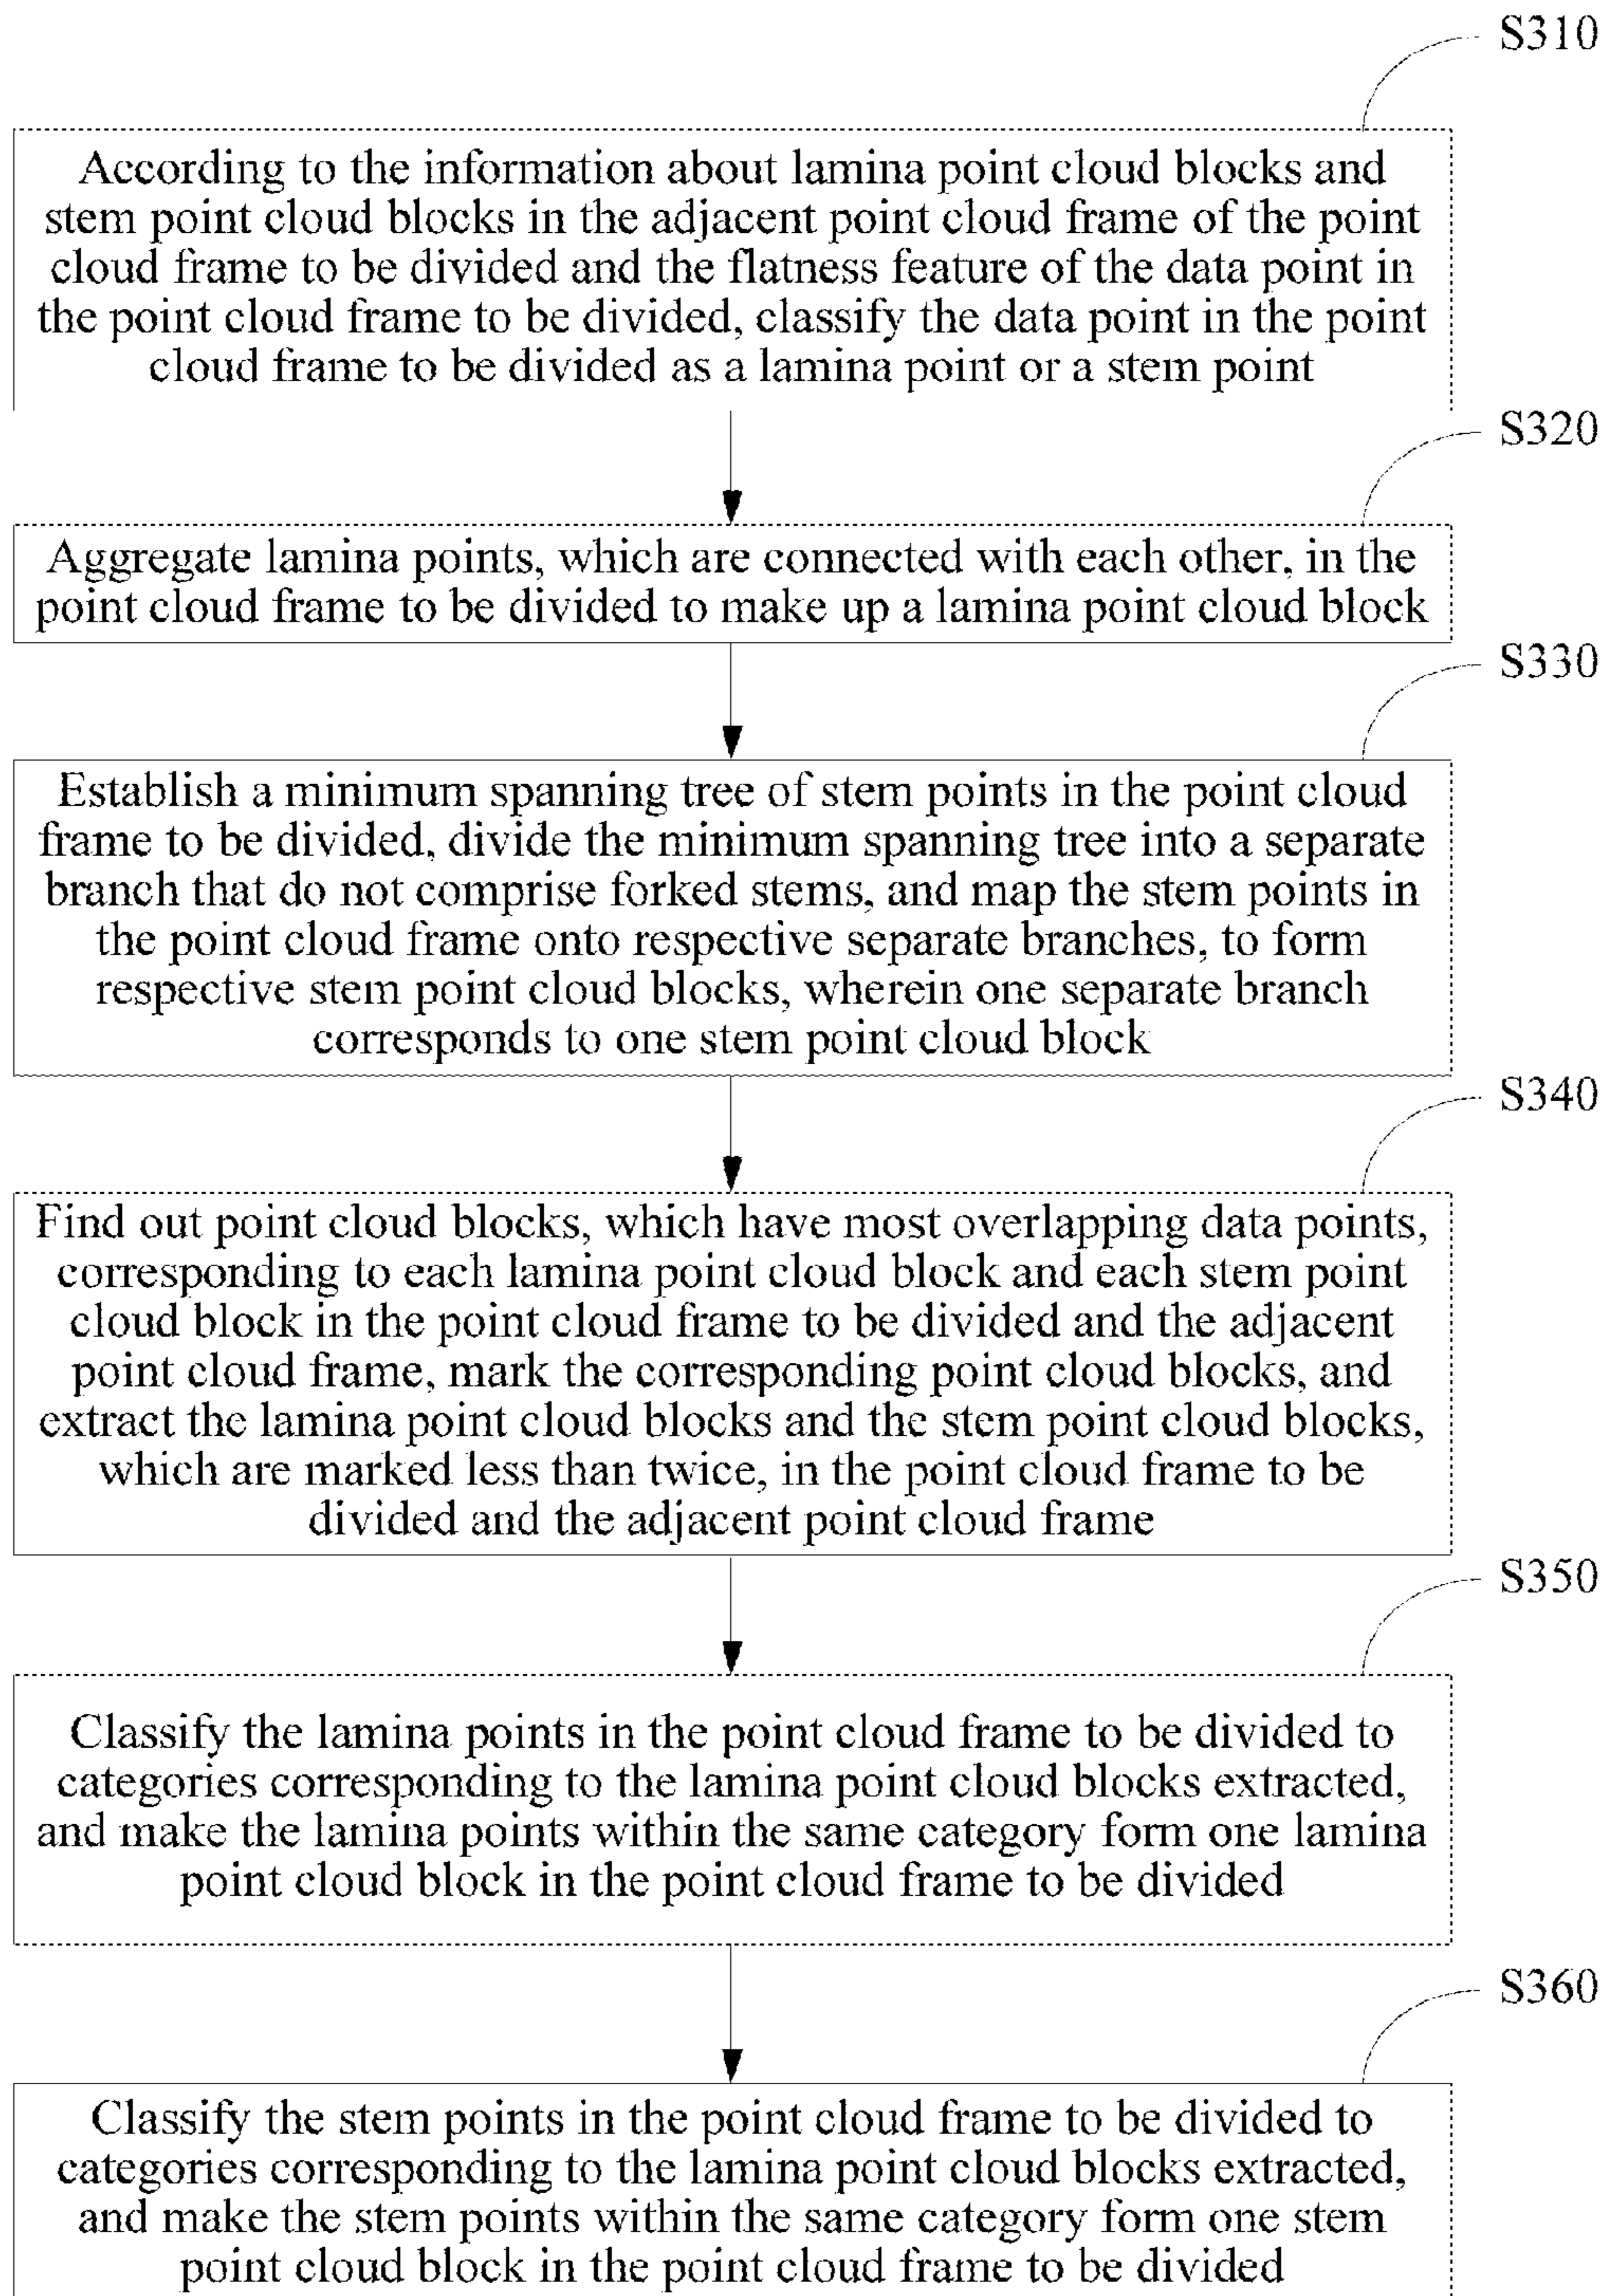 S310
According to the information about lamina point cloud blocks and
stem point cloud blocks in the adjacent point cloud frame of the point
cloud frame to be divided and the flatness feature of the data point in
the point cloud frame to be divided, classify the data point in the point
cloud frame to be divided as a lamina point or a stem point
S320
Aggregate lamina points, which are connected with each other, in the
point cloud frame to be divided to make up a lamina point cloud block
S330
Establish a minimum spanning tree of stem points in the point cloud
frame to be divided, divide the minimum spanning tree into a separate
branch that do not comprise forked stems, and map the stem points in
the point cloud frame onto respective separate branches, to form
respective stem point cloud blocks, wherein one separate branch
corresponds to one stem point cloud block
S340
Find out point cloud blocks, which have most overlapping data points,
corresponding to each lamina point cloud block and each stem point
cloud block in the point cloud frame to be divided and the adjacent
point cloud frame, mark the corresponding point cloud blocks, and
extract the lamina point cloud blocks and the stem point cloud blocks,
which are marked less than twice, in the point cloud frame to be
divided and the adjacent point cloud frame
S350
Classify the lamina points in the point cloud frame to be divided to
categories corresponding to the lamina point cloud blocks extracted,
and make the lamina points within the same category form one lamina
point cloud block in the point cloud frame to be divided
S360
Classify the stem points in the point cloud frame to be divided to
categories corresponding to the lamina point cloud blocks extracted,
and make the stem points within the same category form one stem
point cloud block in the point cloud frame to be divided